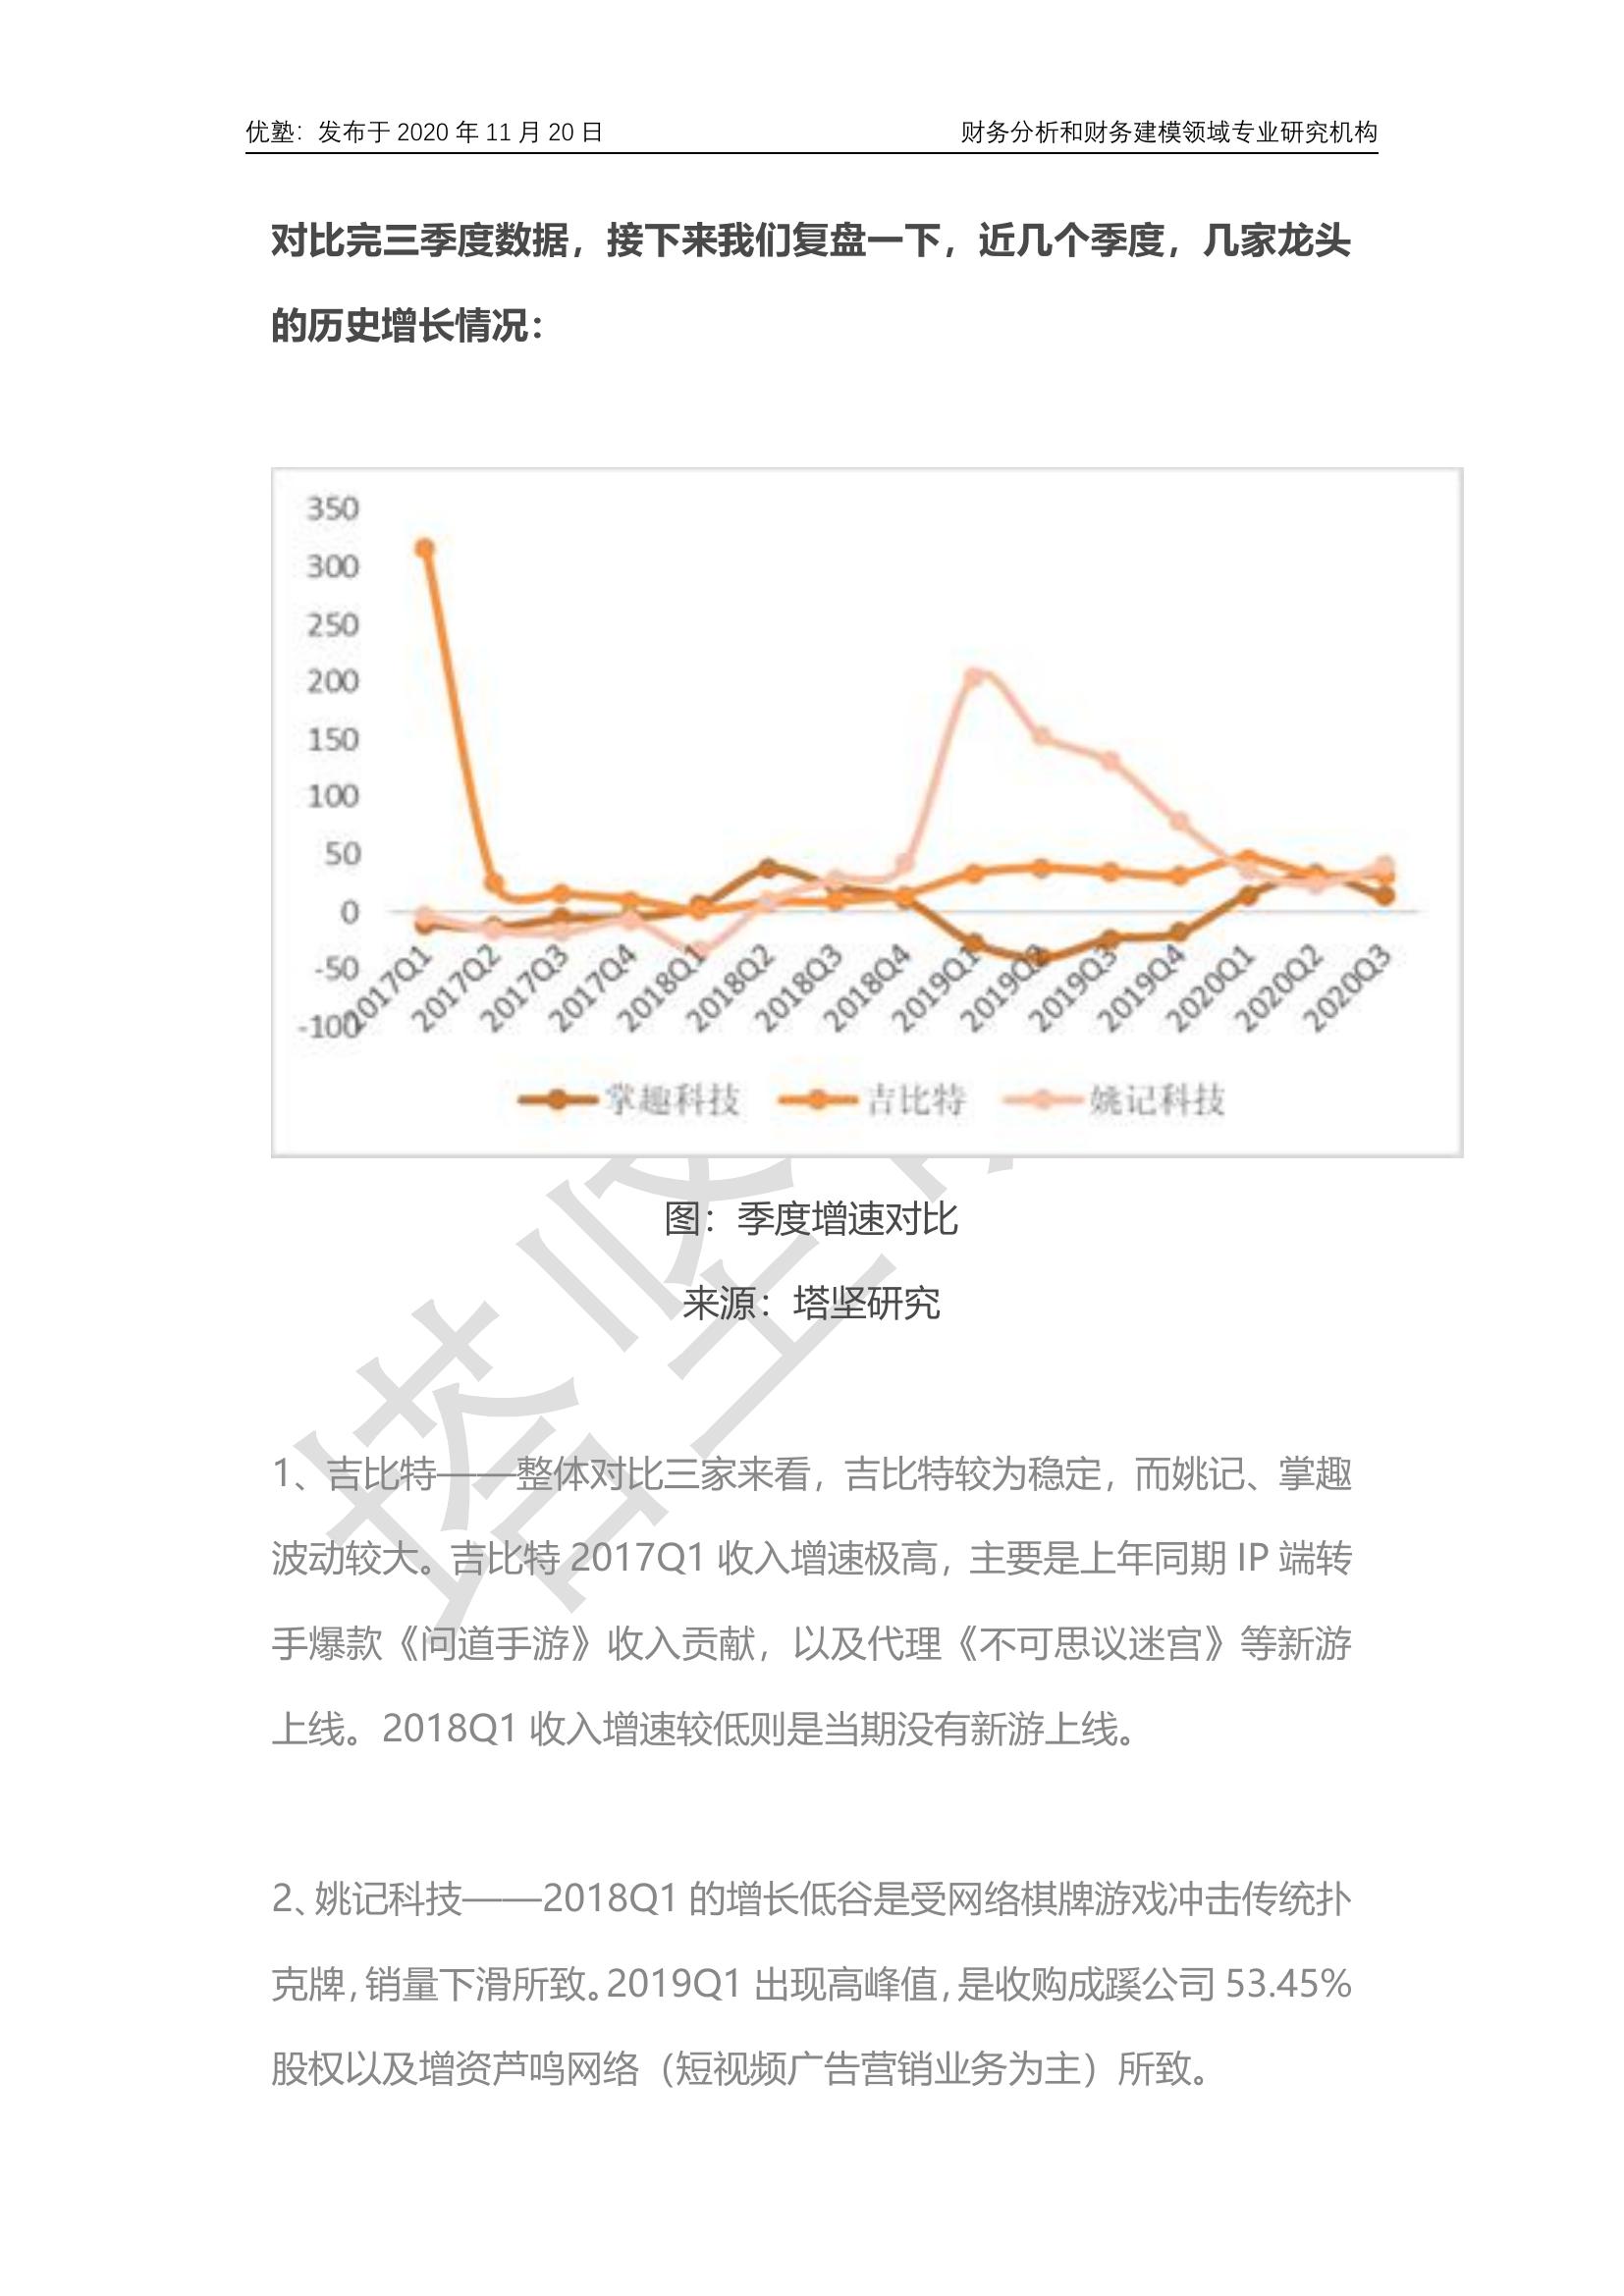 优塾：发布于 2020 年 11 月 20 日 财务分析和财务建模领域专业研究机构
对比完三季度数据，接下来我们复盘一下，近几个季度，几家龙头
的历史增长情况：
350
300
250
200
150
100
50
0
-50
-100
2017Q1 2017Q2 2017Q3 2017Q4 2018Q1 2018Q2 2018Q3 2018Q4 2019Q1 2019Q2 2019Q3 2019Q4 2020Q1 2020Q2 2020Q3
掌趣科技 吉比特 姚记科技
图：季度增速对比
来源：塔坚研究
1、吉比特——整体对比三家来看，吉比特较为稳定，而姚记、掌趣
波动较大。吉比特 2017Q1 收入增速极高，主要是上年同期 IP 端转
手爆款《问道手游》收入贡献，以及代理《不可思议迷宫》等新游
上线。2018Q1 收入增速较低则是当期没有新游上线。
2、姚记科技——2018Q1 的增长低谷是受网络棋牌游戏冲击传统扑
克牌，销量下滑所致。2019Q1 出现高峰值，是收购成蹊公司 53.45%
股权以及增资芦鸣网络（短视频广告营销业务为主）所致。
塔坚